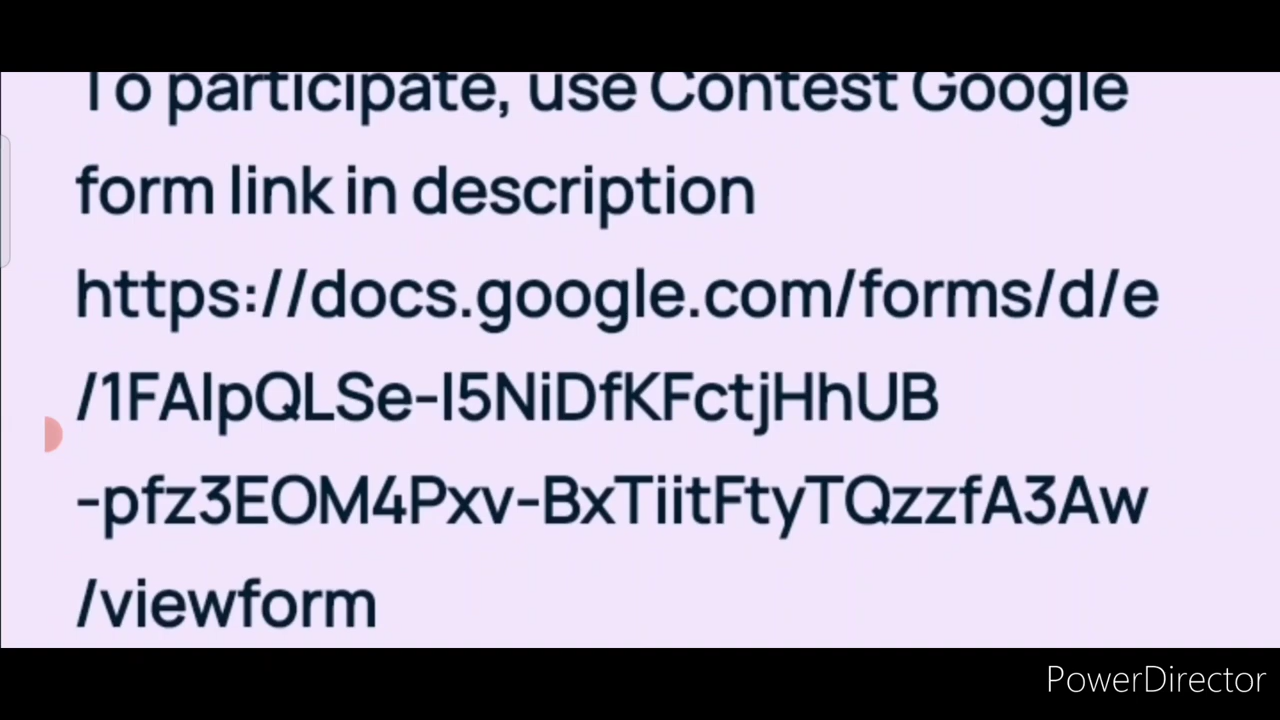 To participate, use Contest Google
form link in description
https://docs.google.com/forms/d/e
/1FAIpQLSe-I5NiDfKFctjHhUB
-pfz3EOM4Pxv-BxTiitFtyTQzzfA3Aw
/viewform
PowerDirector